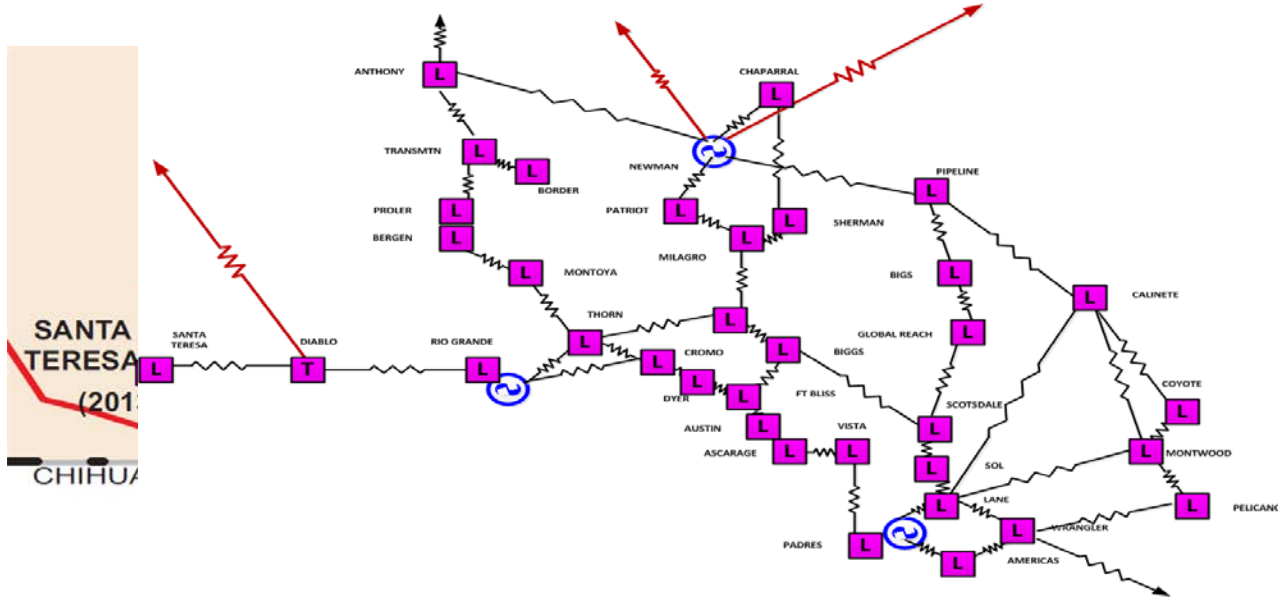 ANTHONY
L
CHAPARRAL
L
TRANSMTN
L
NEWMAN
L
BORDER
PIPELINE
L
PROLER
L
PATRIOT
L
L
SHERMAN
BERGEN
L
MILAGRO
L
L
MONTOYA
BIGS
L
L
CALINETE
SANTA
TERESA
(201
CHIHUA
SANTA
TERESA
L
DIABLO
T
RIO GRANDE
L
THORN
L
L
GLOBAL REACH
L
CROMO
L
L
BIGGS
DYER
L
L
FT BLISS
COYOTE
L
AUSTIN
L
SCOTSDALE
L
ASCARAGE
L
VISTA
L
L
SOL
L
MONTWOOD
L
LANE
L
PELICANO
PADRES
L
L
WRANGLER
L
AMERICAS